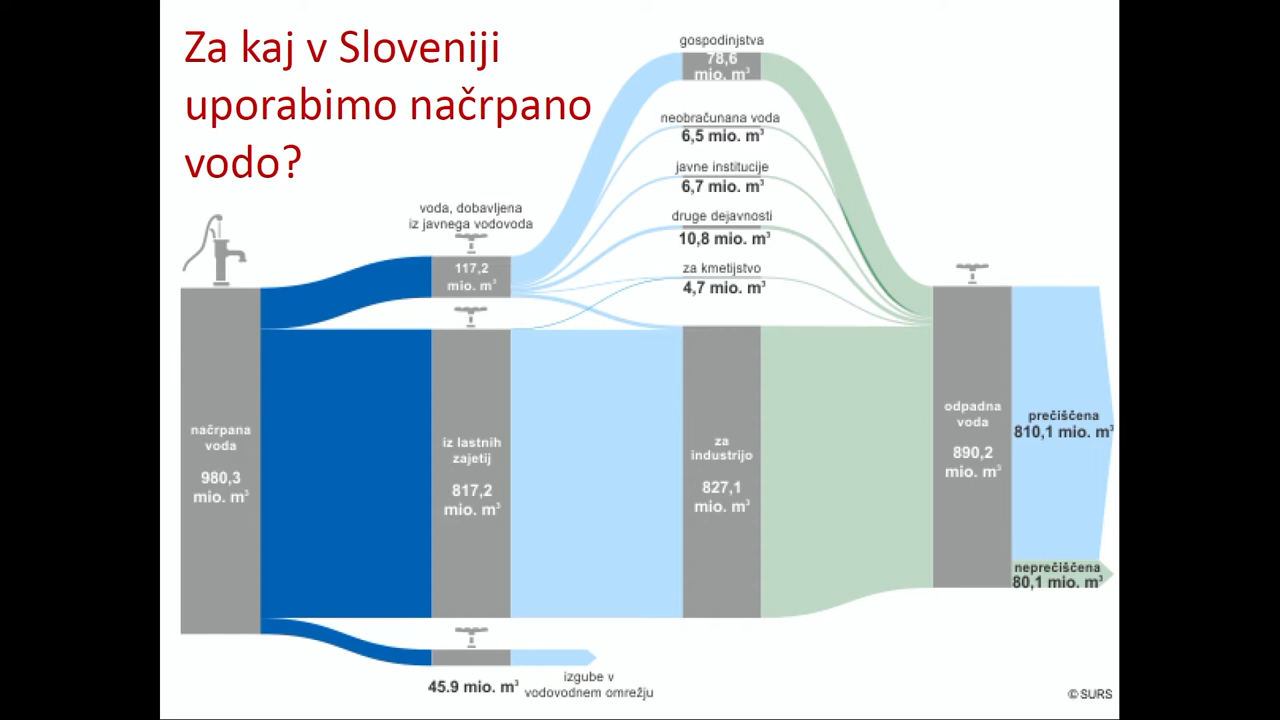 Za kaj v Sloveniji
uporabimo načrpano
vodo?
gospodinjstva
78,6
mio. m³
neobračunana voda
6,5 mio. m³
javne institucije
6,7 mio. m³
druge dejavnosti
10,8 mio. m³
za kmetijstvo
4,7 mio. m³
voda, dobavljena
iz javnega vodovoda
117,2
mio. m³
načrpana
voda
980,3
mio. m³
iz lastnih
zajetij
817,2
mio. m³
za
industrijo
827,1
mio. m³
odpadna
voda
890,2
mio. m³
prečiščena
810,1 mio. m³
neprečiščena
80,1 mio. m³
45.9 mio. m³
izgube v
vodovodnem omrežju
© SURS